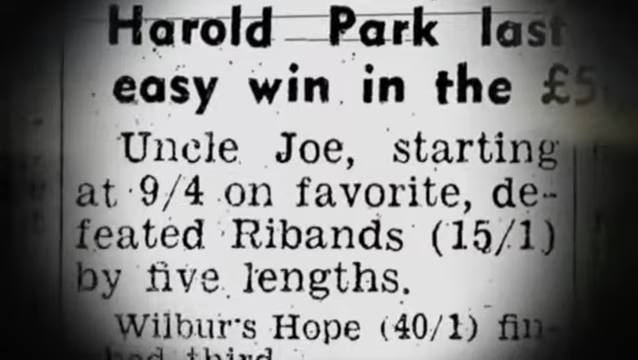 Harold Park last
easy win in the £5
Uncle Joe, starting
at 9/4 on favorite, de-
feated Ribands (15/1)
by five lengths.
Wilbur's Hope (40/1) fin-
third